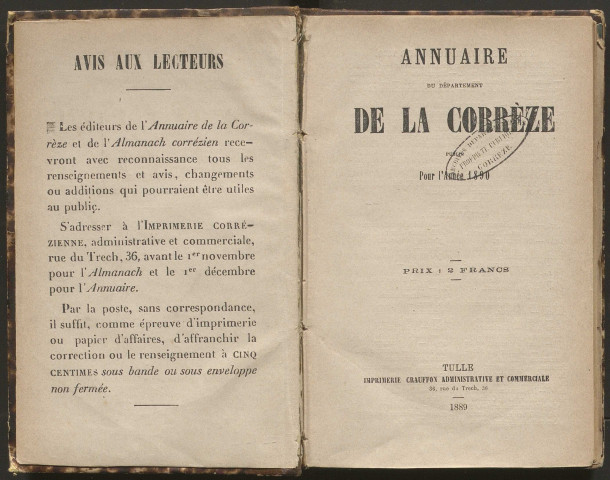 AVIS AUX LECTEURS
Les éditeurs de l'Annuaire de la Cor-
rèze et de l'Almanach corrézien rece-
vront avec reconnaissance tous les
renseignements et avis, changements
ou additions qui pourraient être utiles
au public.
S'adresser à l'IMPRIMERIE CORRÉ-
ZIENNE, administrative et commerciale,
rue du Trech, 36, avant le 1er novembre
pour l'Almanach et le 1er décembre
pour l'Annuaire.
Par la poste, sans correspondance,
il suffit, comme épreuve d'imprimerie
ou papier d'affaires, d'affranchir la
correction ou le renseignement à CINQ
CENTIMES sous bande ou sous enveloppe
non fermée.
ANNUAIRE
DU DÉPARTEMENT
DE LA CORRÈZE
Pour l'Année 1890
PROPRIÉTÉ PUBLIQUE
CORRÈZE
PRIX : 2 FRANCS
TULLE
IMPRIMERIE CRAUFFON ADMINISTRATIVE ET COMMERCIALE
36, rue du Trech, 36
1889